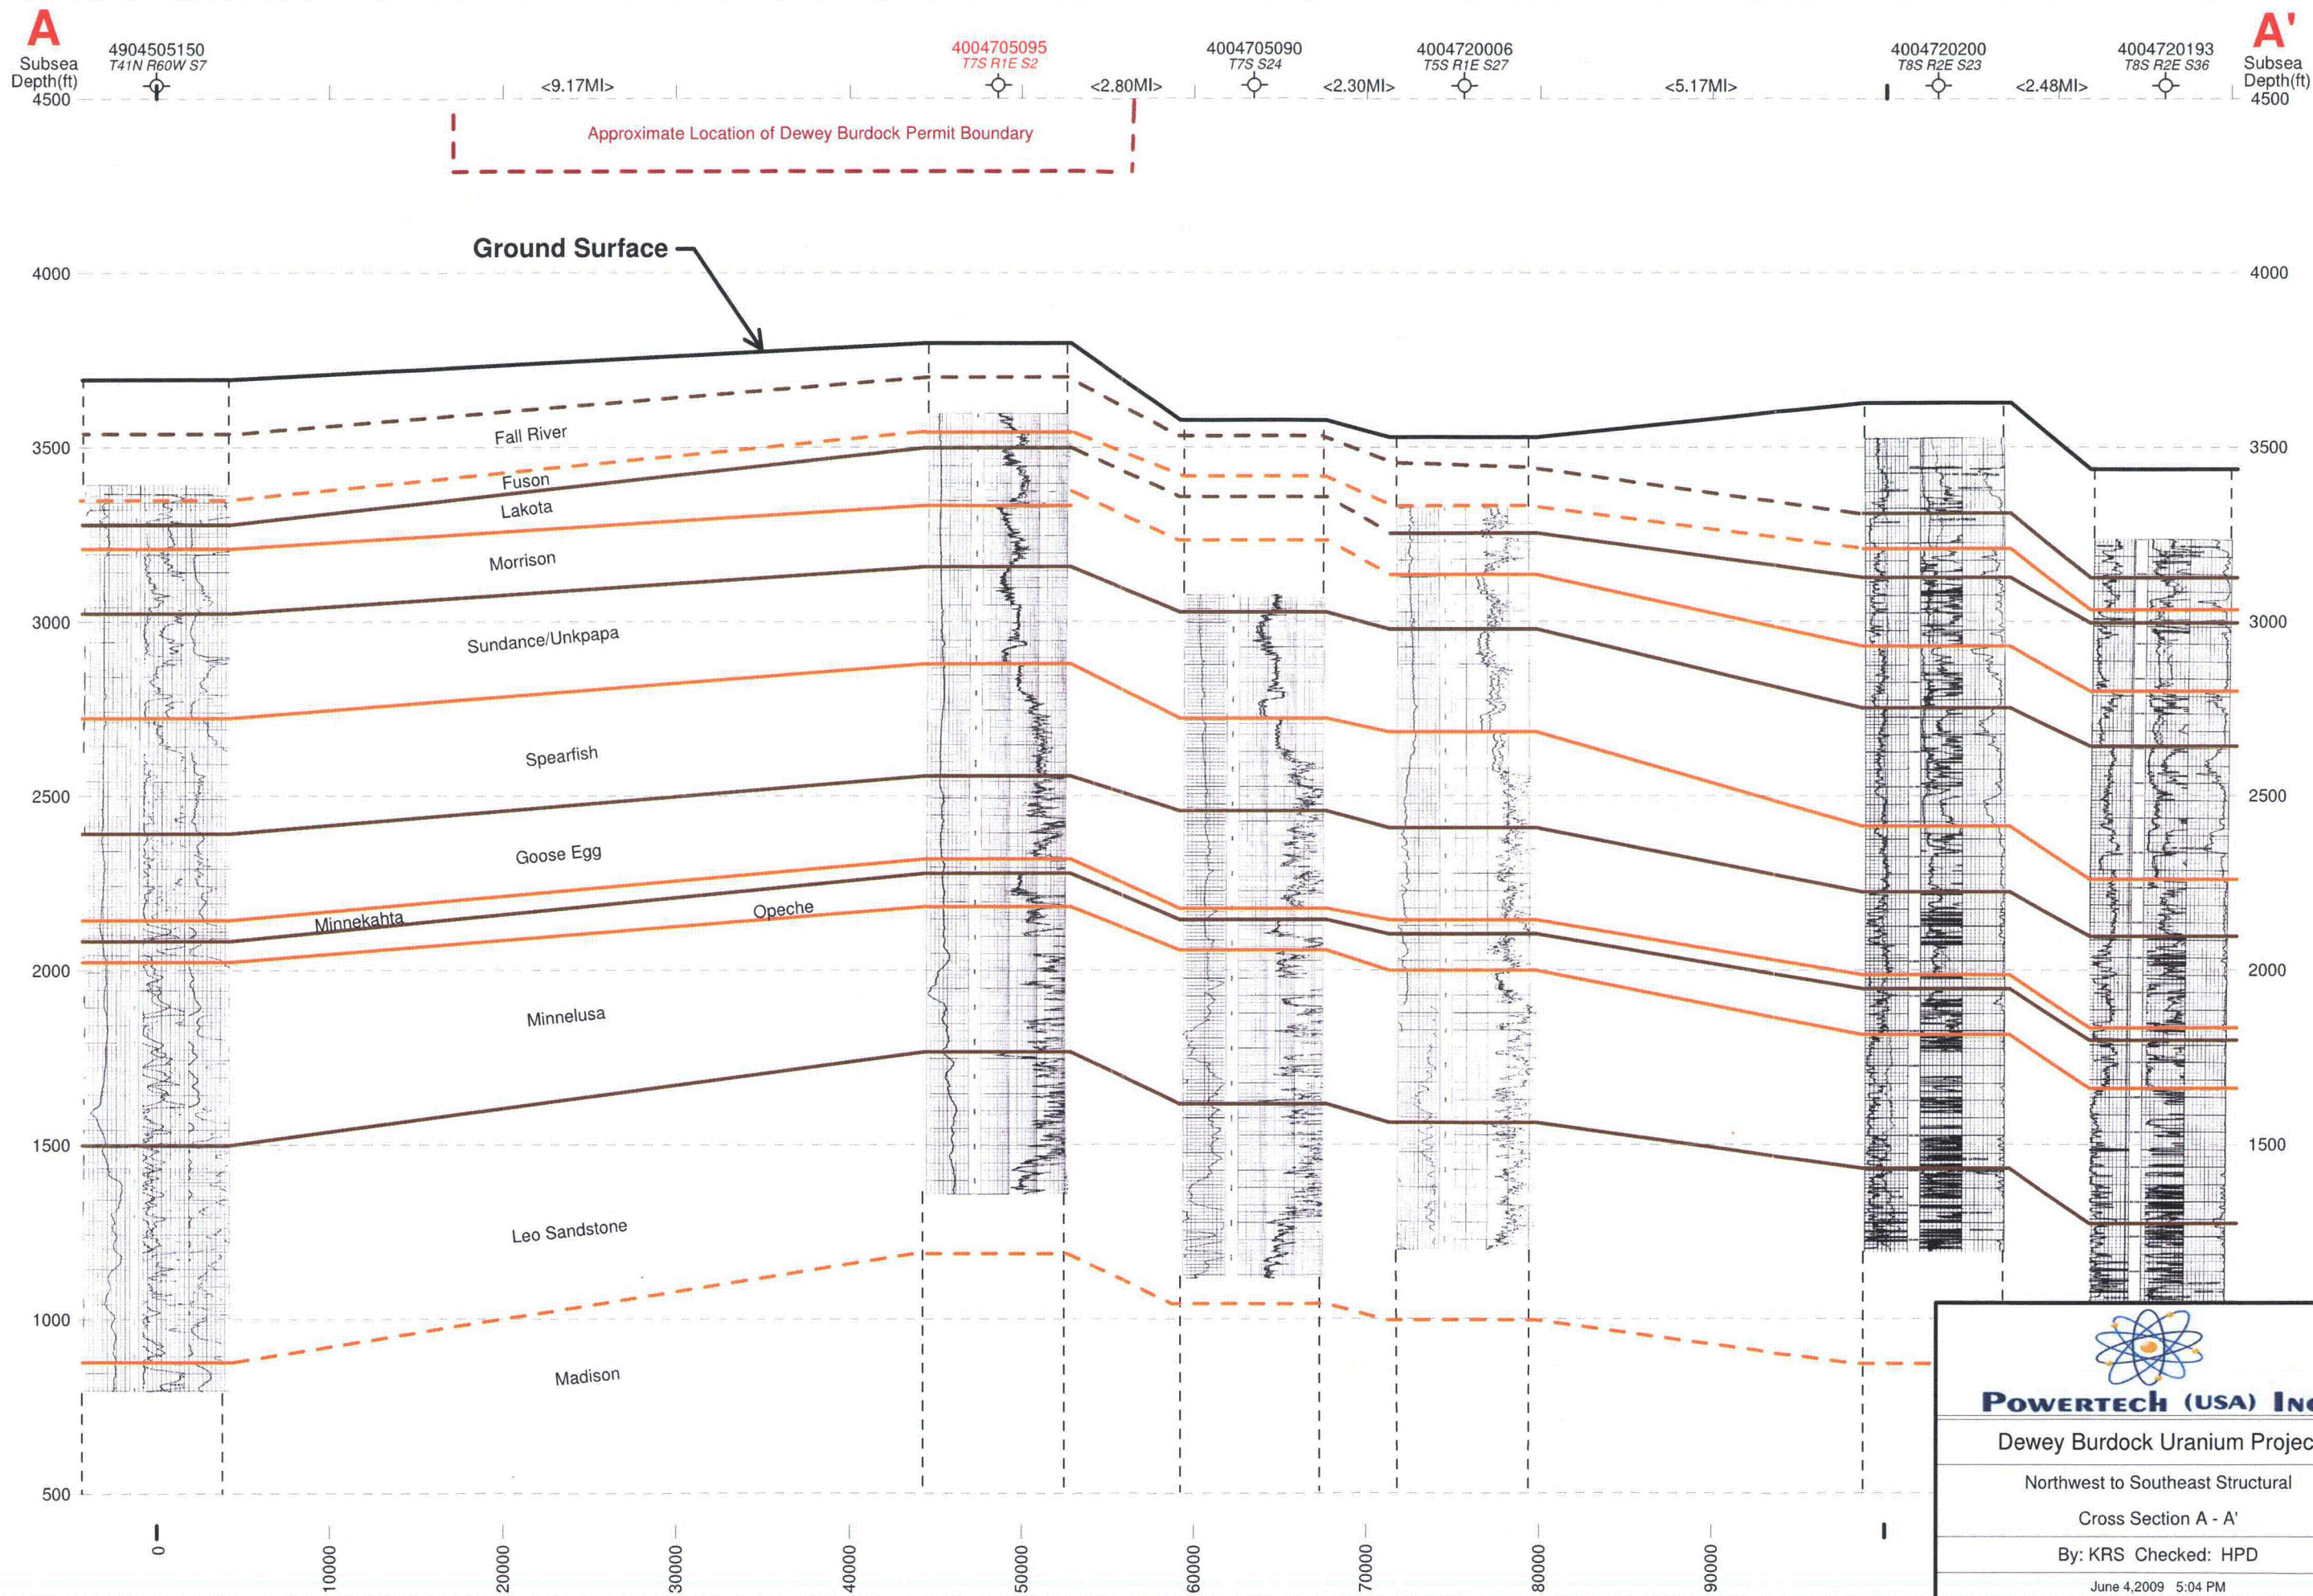 A
A'
4904505150
T41N R60W S7
4004705095
T7S R1E S2
4004705090
T7S S24
4004720006
T5S R1E S27
4004720200
T8S R2E S23
4004720193
T8S R2E S36
Subsea
Depth(ft)
<9.17MI>
<2.80MI>
<2.30MI>
<5.17MI>
<2.48MI>
Subsea
Depth(ft)
4500
4500
Approximate Location of Dewey Burdock Permit Boundary
Ground Surface
4000
4000
Fall River
3500
3500
Fuson
Lakota
Morrison
3000
3000
Sundance/Unkpapa
Spearfish
2500
2500
Goose Egg
Minnekahta
Opeche
2000
2000
Minnelusa
1500
1500
Leo Sandstone
1000
Madison
500
0
10000
20000
30000
40000
50000
60000
70000
80000
90000
POWERTECH (USA) INC
Dewey Burdock Uranium Projec
Northwest to Southeast Structural
Cross Section A - A'
By: KRS Checked: HPD
June 4,2009 5:04 PM